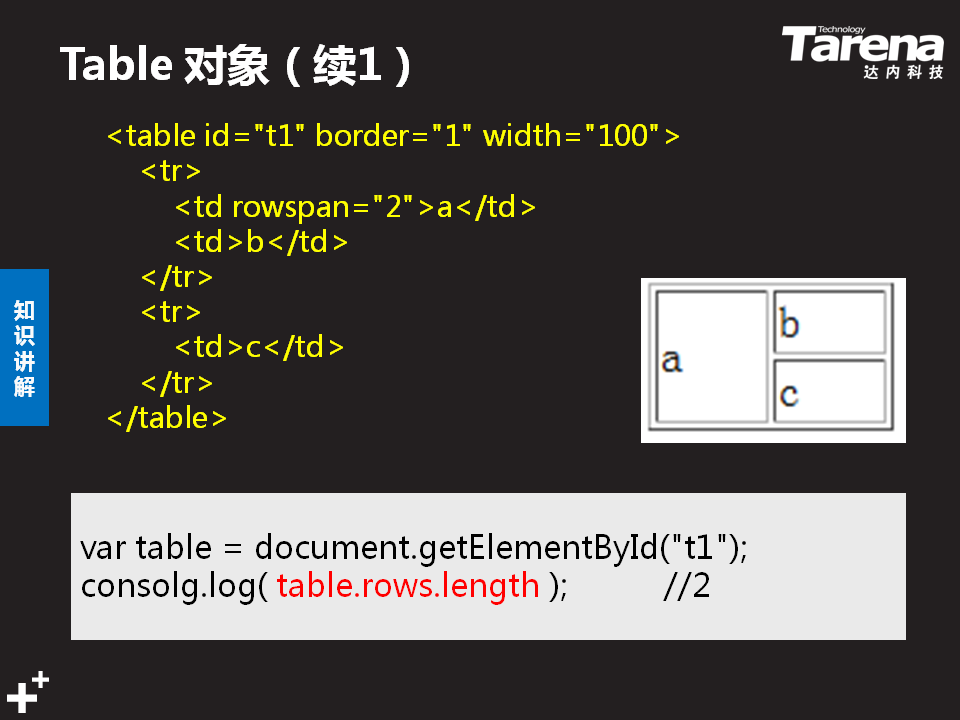 Table 对象（续1）
Technology
Tarena
达内科技
<table id="t1" border="1" width="100">
<tr>
<td rowspan="2">a</td>
<td>b</td>
</tr>
<tr>
<td>c</td>
</tr>
</table>
知识讲解
a
b
c
var table = document.getElementById("t1");
consolg.log( table.rows.length ); //2